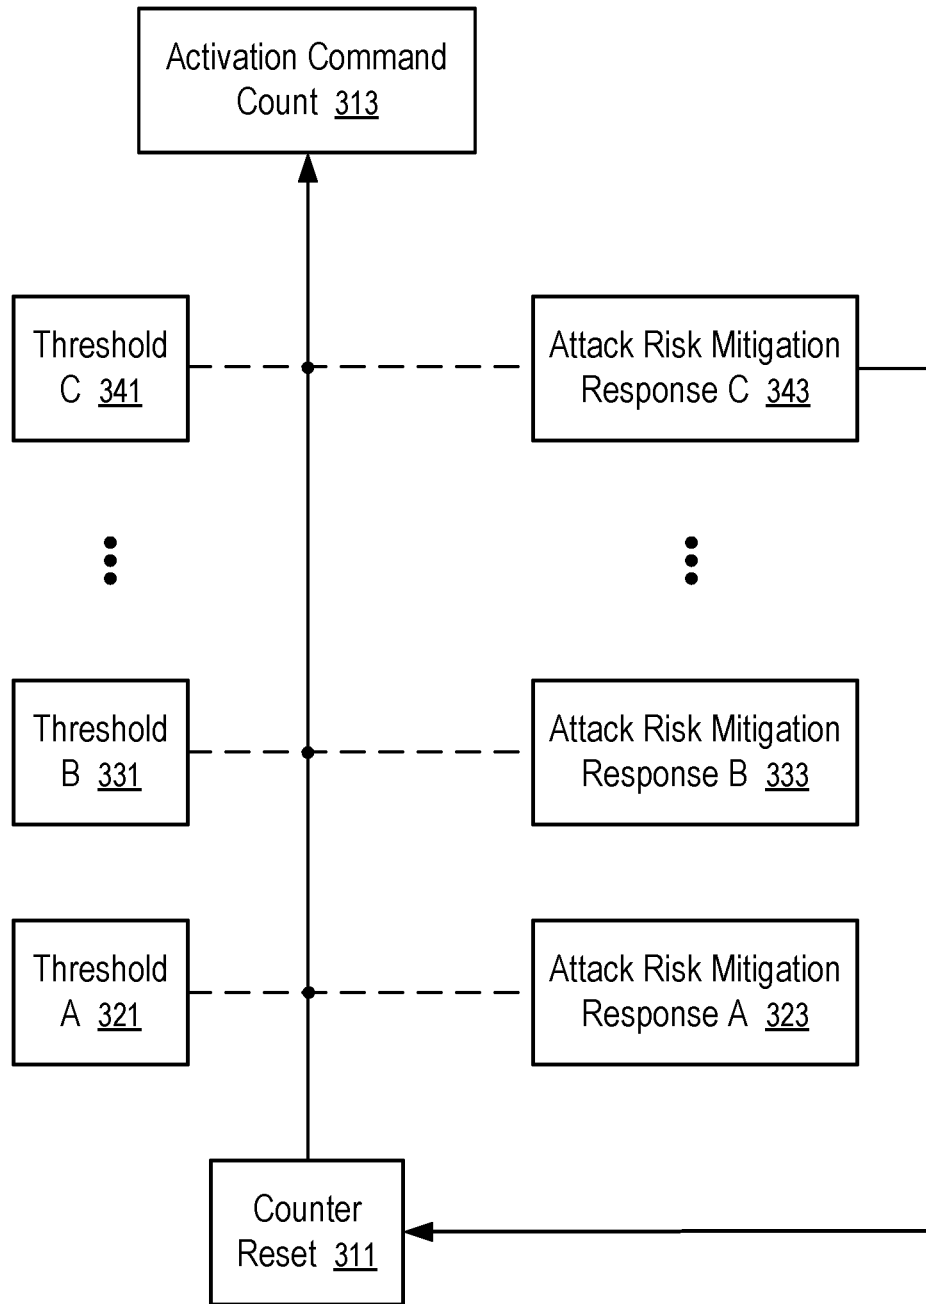 Activation Command
Count 313
Threshold
C 341
Attack Risk Mitigation
Response C 343
Threshold
B 331
Attack Risk Mitigation
Response B 333
Threshold
A 321
Attack Risk Mitigation
Response A 323
Counter
Reset 311